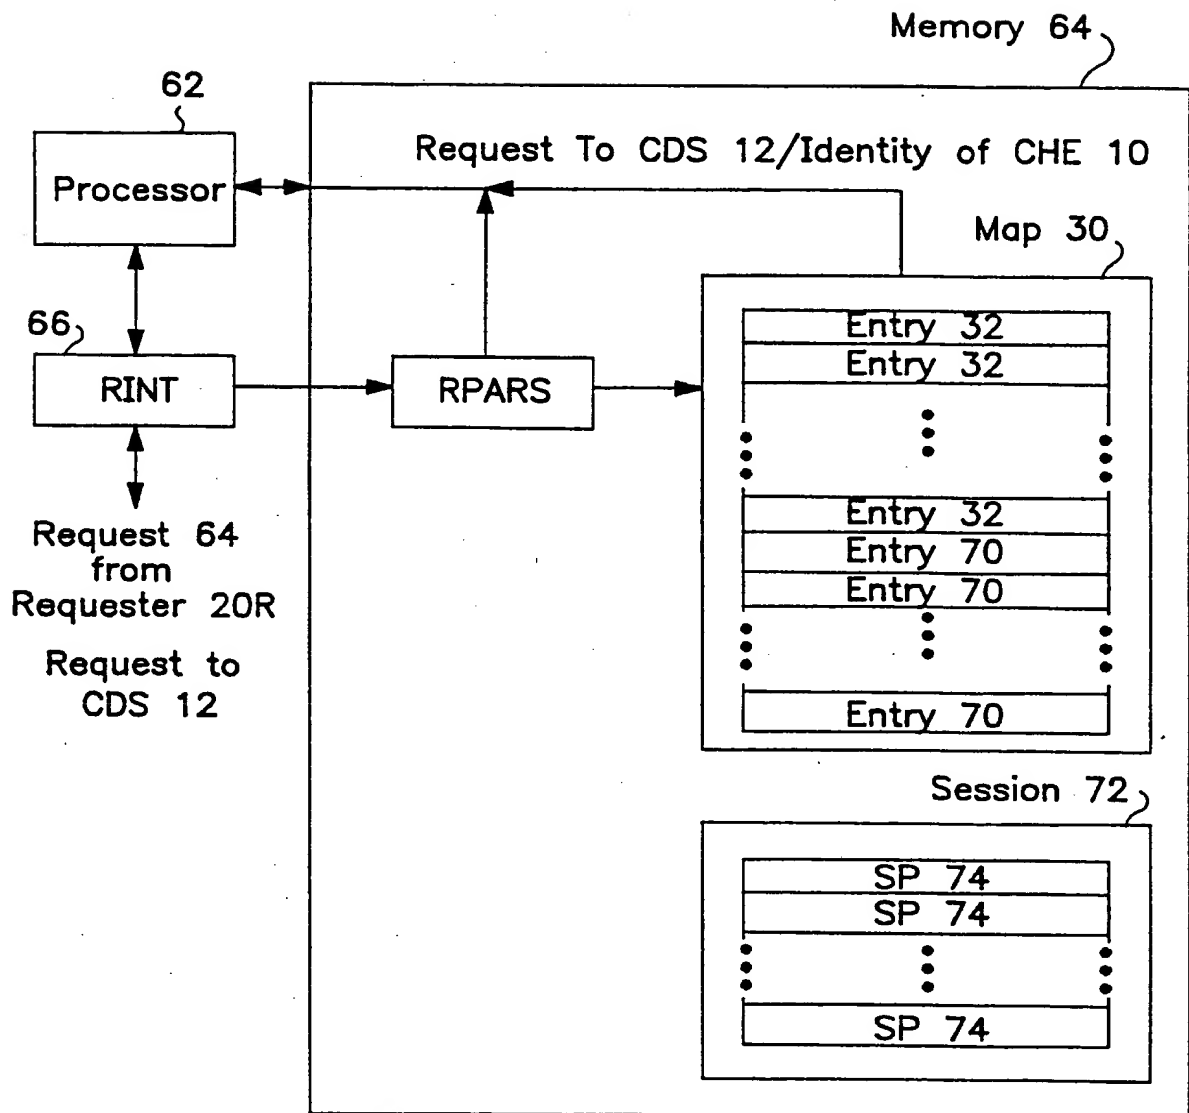 Memory 64
62
Processor
Request To CDS 12/Identity of CHE 10
Map 30
66
RINT
RPARS
Entry 32
Entry 32
Entry 32
Entry 70
Entry 70
Entry 70
Request 64
from
Requester 20R
Request to
CDS 12
Session 72
SP 74
SP 74
SP 74